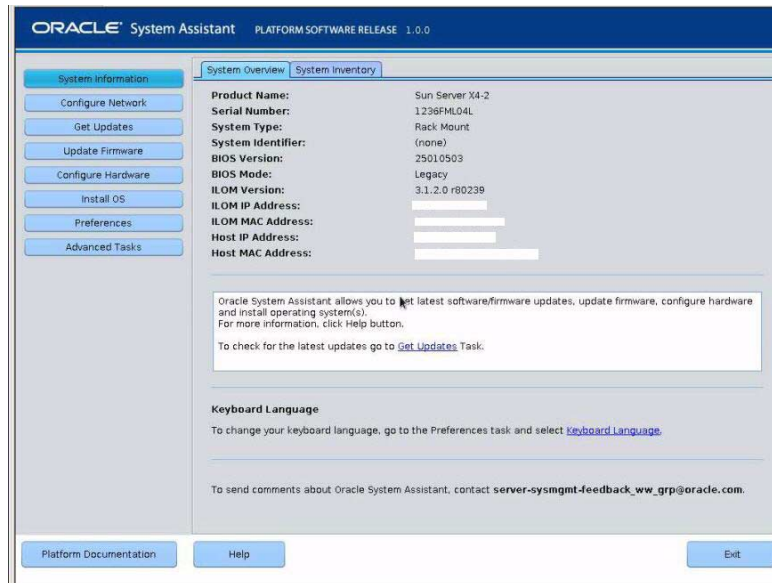 ORACLE System Assistant PLATFORM SOFTWARE RELEASE 1.0.0
System Information
Configure Network
Get Updates
Update Firmware
Configure Hardware
Install OS
Preferences
Advanced Tasks
System Overview System Inventory
Product Name: Sun Server X4-2
Serial Number: 1236FML04L
System Type: Rack Mount
System Identifier: (none)
BIOS Version: 25010503
BIOS Mode: Legacy
ILOM Version: 3.1.2.0 r80239
ILOM IP Address:
ILOM MAC Address:
Host IP Address:
Host MAC Address:
Oracle System Assistant allows you to get latest software/firmware updates, update firmware, configure hardware
and install operating system(s).
For more information, click Help button.
To check for the latest updates go to Get Updates Task.
Keyboard Language
To change your keyboard language, go to the Preferences task and select Keyboard Language.
To send comments about Oracle System Assistant, contact server-sysmgmt-feedback_ww_grp@oracle.com.
Platform Documentation Help Exit